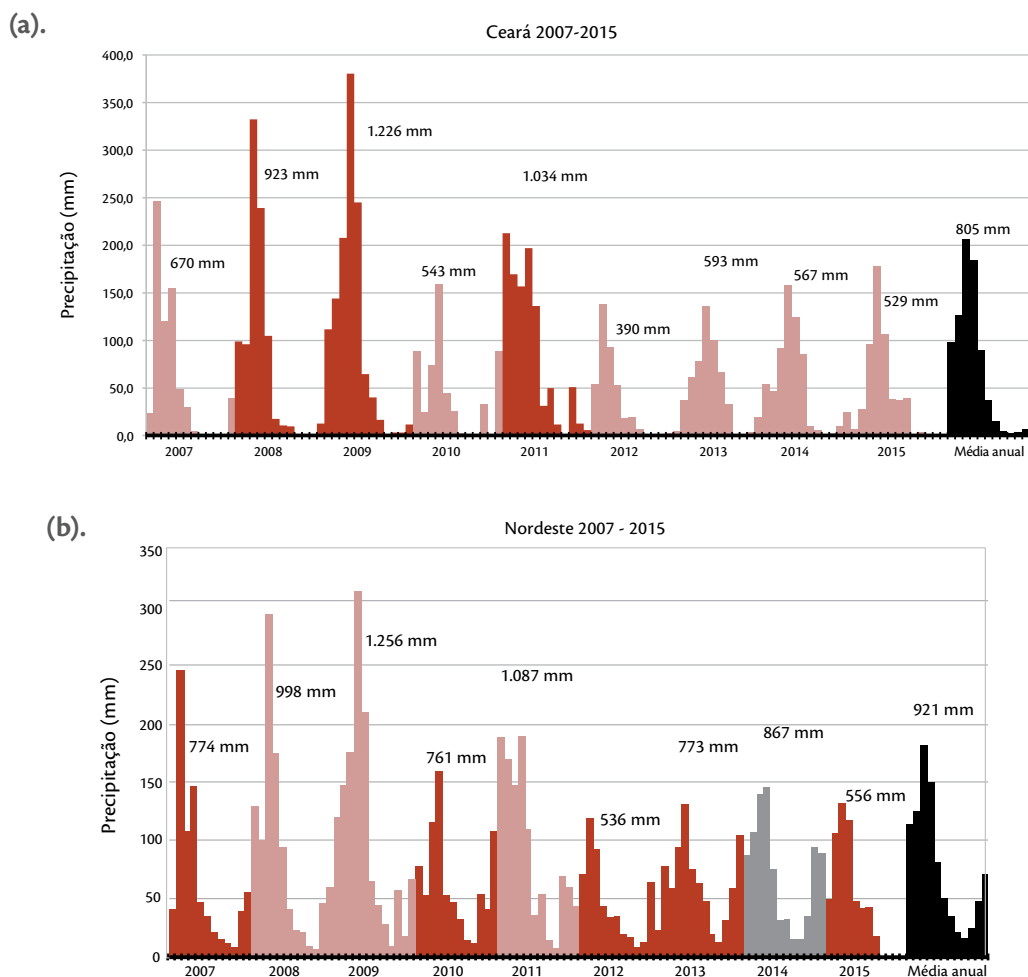 (a).
Ceará 2007-2015
Precipitação (mm)
400,0
350,0
300,0
250,0
200,0
150,0
100,0
50,0
0,0
670 mm
923 mm
1.226 mm
543 mm
1.034 mm
390 mm
593 mm
567 mm
529 mm
805 mm
2007 2008 2009 2010 2011 2012 2013 2014 2015 Média anual
(b).
Nordeste 2007 - 2015
Precipitação (mm)
350
300
250
200
150
100
50
0
774 mm
998 mm
1.256 mm
761 mm
1.087 mm
536 mm
773 mm
867 mm
556 mm
921 mm
2007 2008 2009 2010 2011 2012 2013 2014 2015 Média anual